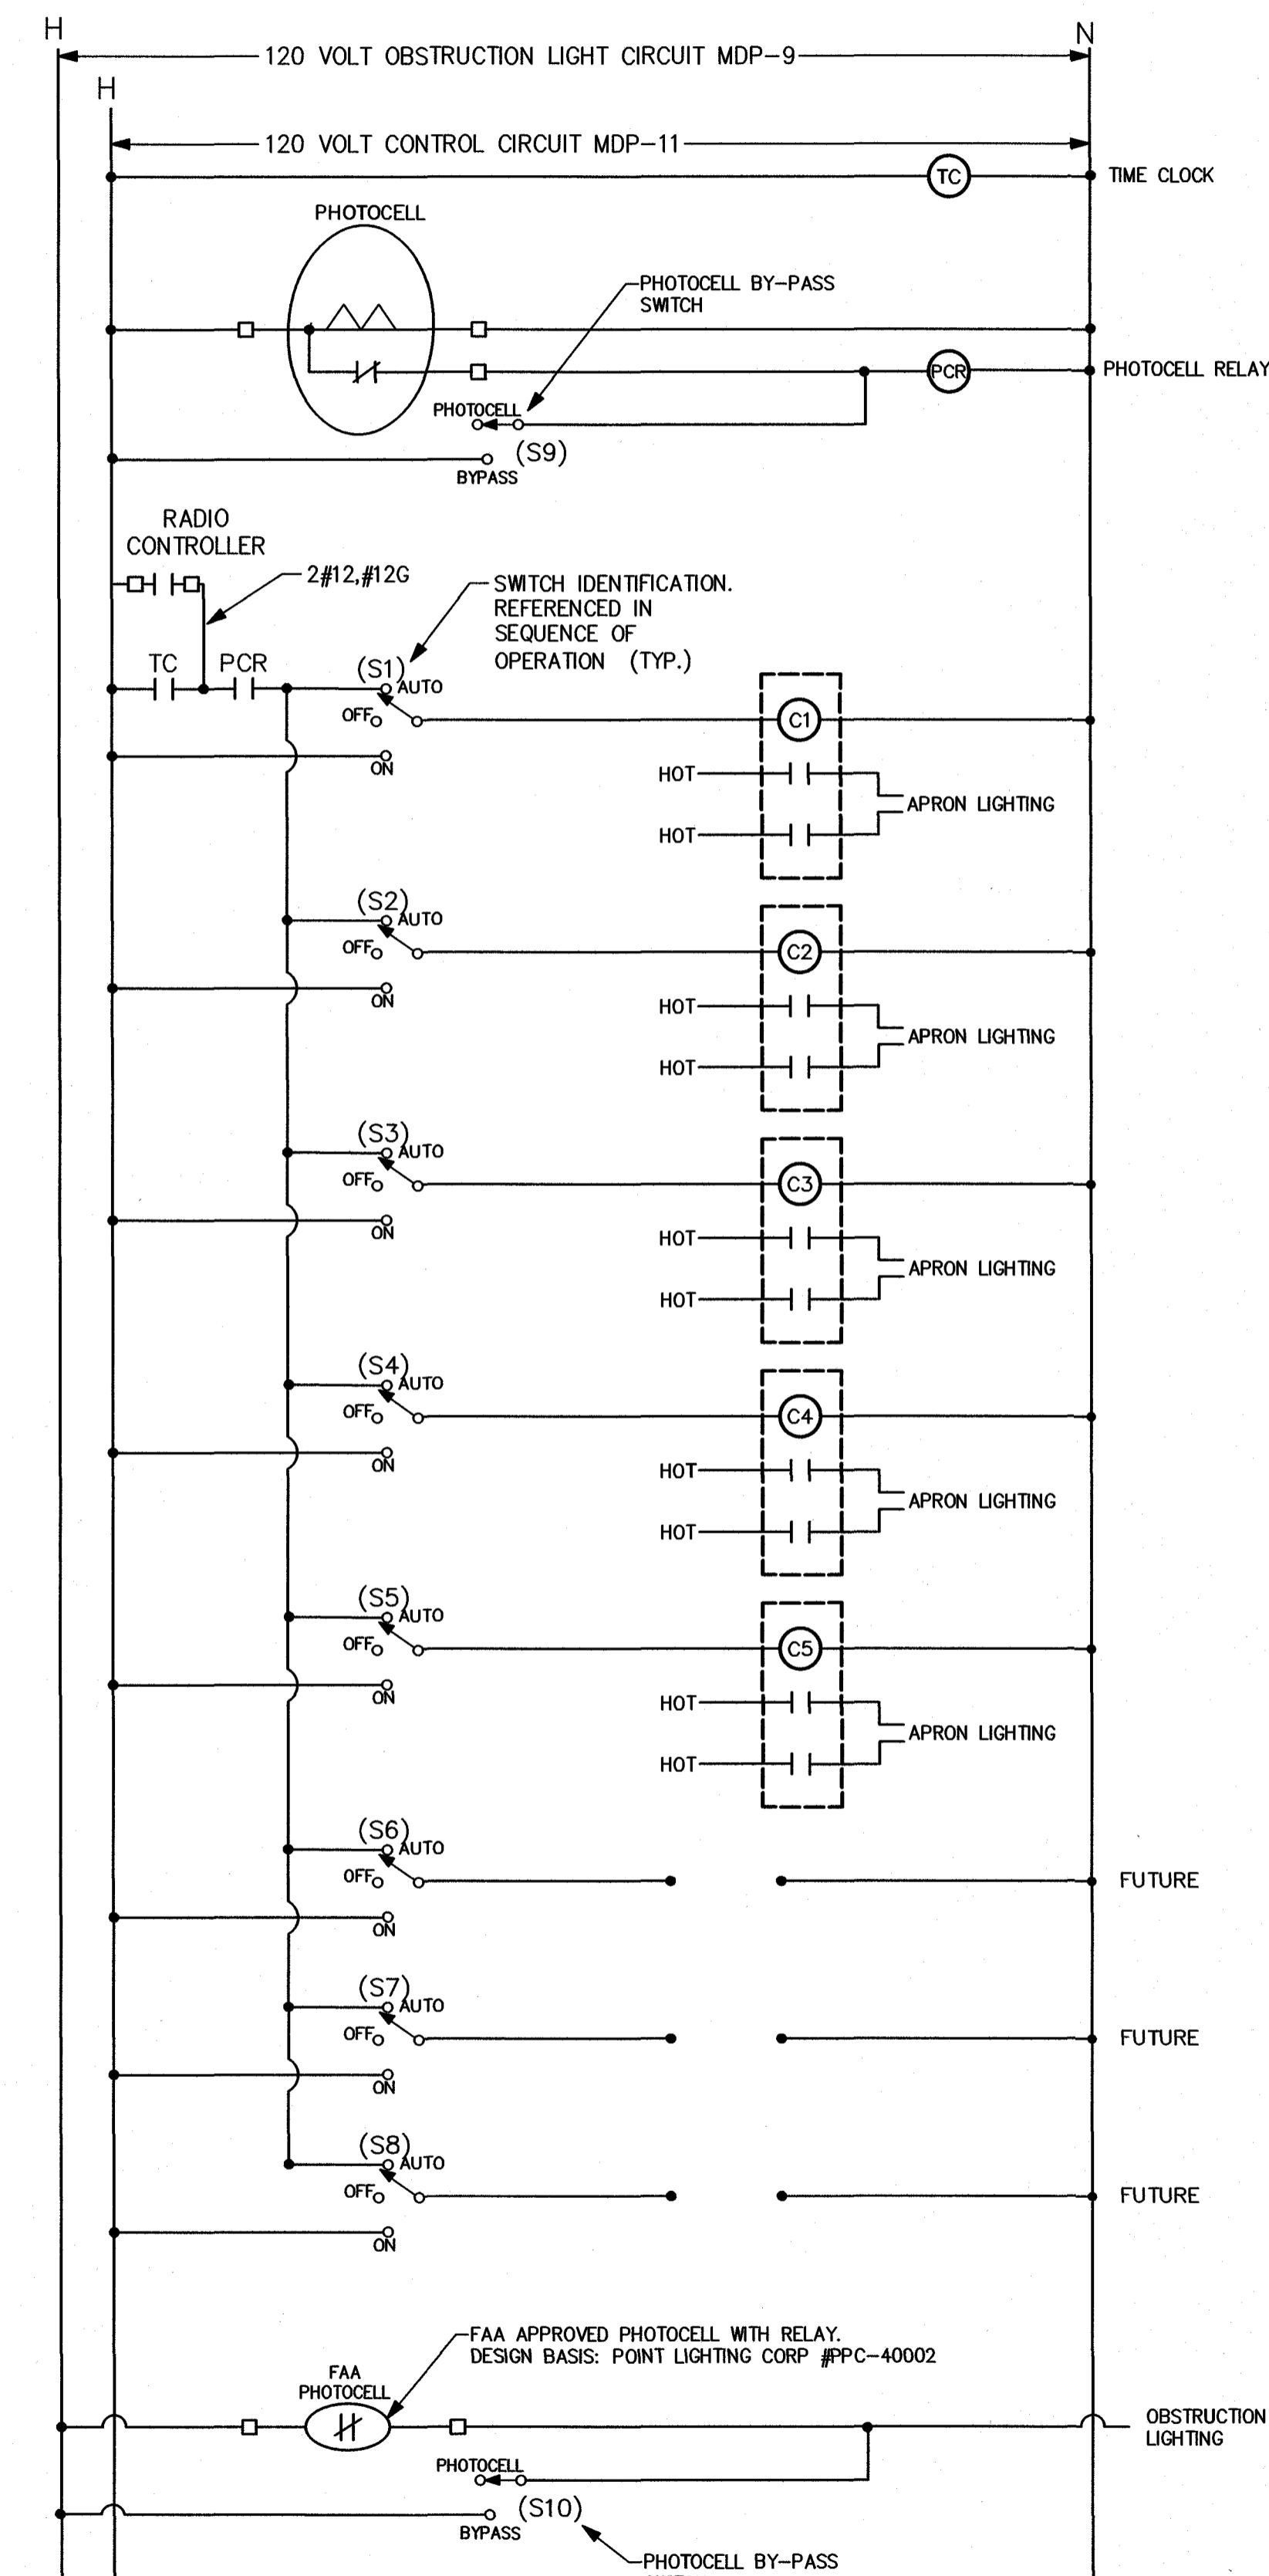 H
N
120 VOLT OBSTRUCTION LIGHT CIRCUIT MDP-9
H
120 VOLT CONTROL CIRCUIT MDP-11
TC
TIME CLOCK
PHOTOCELL
PHOTOCELL BY-PASS
SWITCH
PCR
PHOTOCELL RELAY
PHOTOCELL
(S9)
BYPASS
RADIO
CONTROLLER
2#12,#12G
SWITCH IDENTIFICATION.
REFERENCED IN
SEQUENCE OF
OPERATION (TYP.)
TC
PCR
(S1)
AUTO
OFF
ON
C1
HOT
HOT
APRON LIGHTING
(S2)
AUTO
OFF
ON
C2
HOT
HOT
APRON LIGHTING
(S3)
AUTO
OFF
ON
C3
HOT
HOT
APRON LIGHTING
(S4)
AUTO
OFF
ON
C4
HOT
HOT
APRON LIGHTING
(S5)
AUTO
OFF
ON
C5
HOT
HOT
APRON LIGHTING
(S6)
AUTO
OFF
ON
FUTURE
(S7)
AUTO
OFF
ON
FUTURE
(S8)
AUTO
OFF
ON
FUTURE
FAA APPROVED PHOTOCELL WITH RELAY.
DESIGN BASIS: POINT LIGHTING CORP #PPC-40002
FAA
PHOTOCELL
OBSTRUCTION
LIGHTING
PHOTOCELL
(S10)
BYPASS
PHOTOCELL BY-PASS